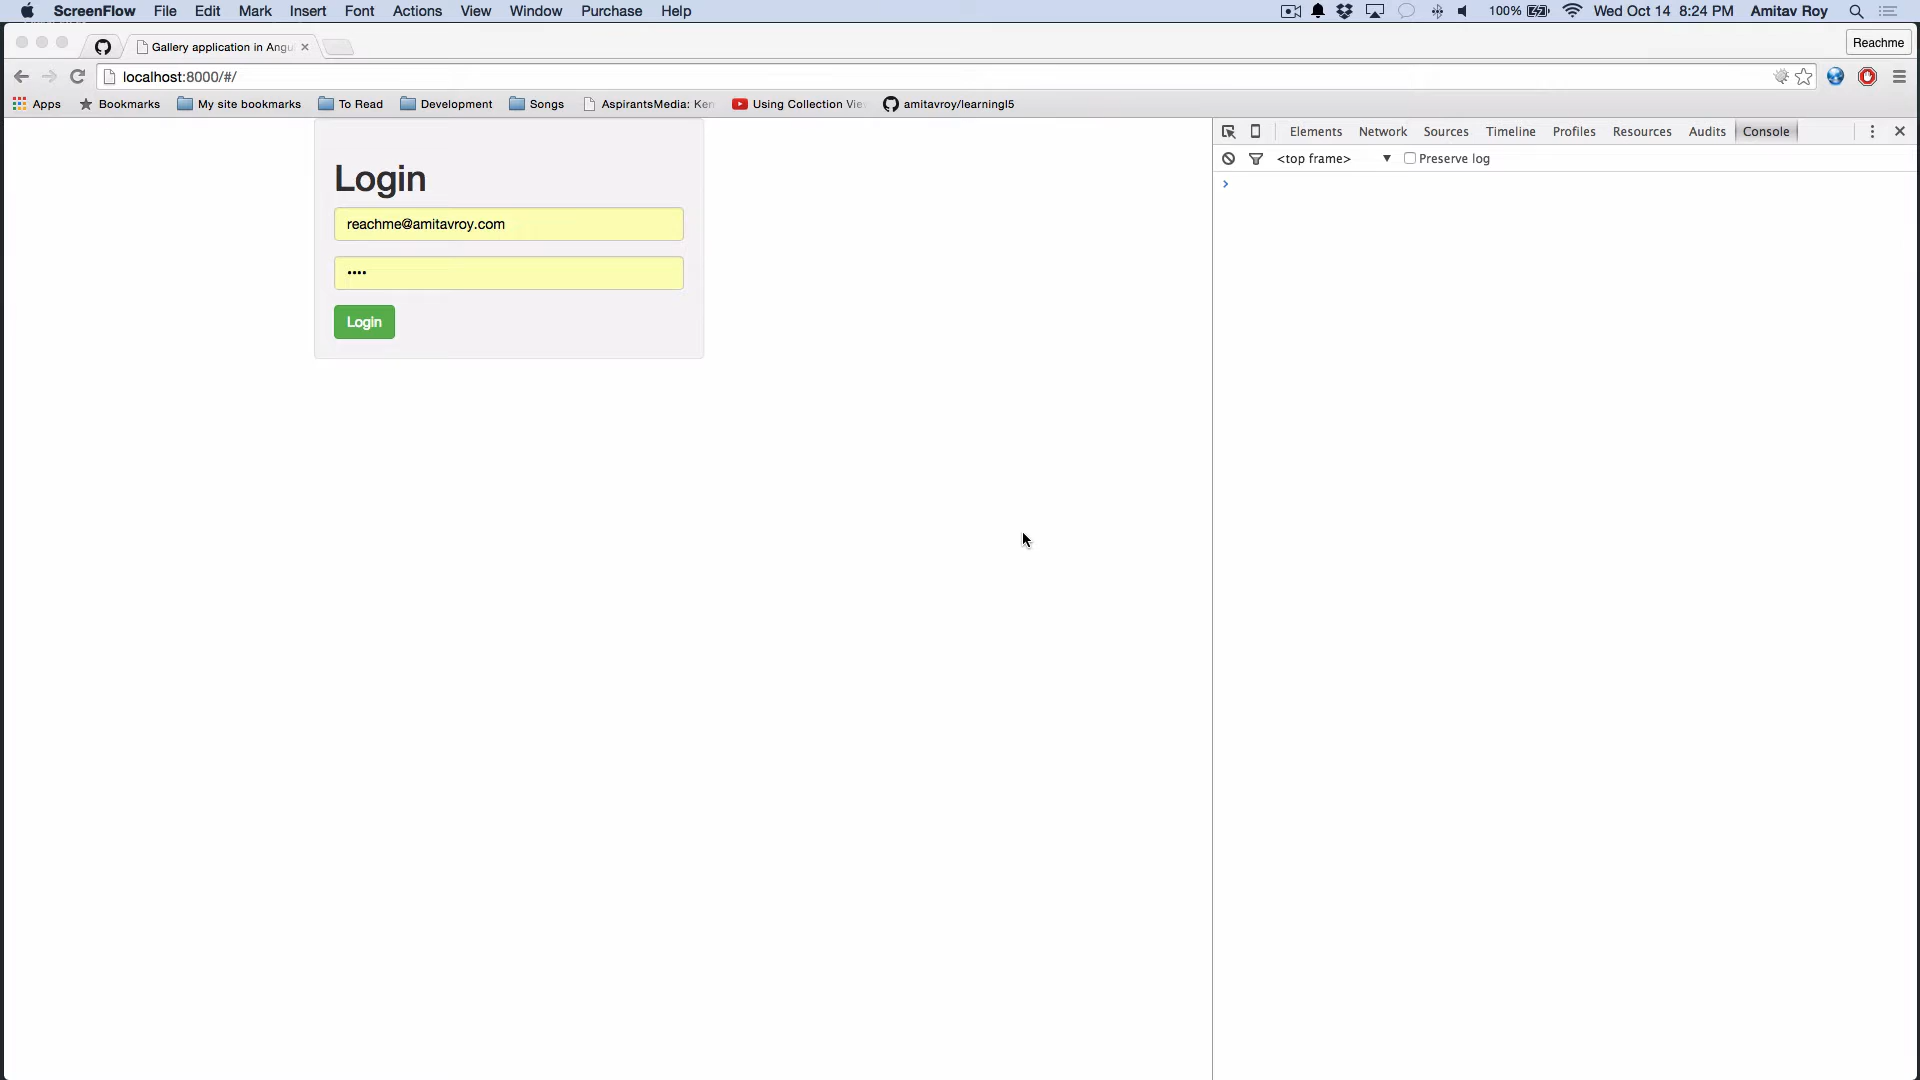 ScreenFlow File Edit Mark Insert Font Actions View Window Purchase Help 100% Wed Oct 14 8:24 PM Amitav Roy
Gallery application in Angu Reachme
localhost:8000/#/
Apps Bookmarks My site bookmarks To Read Development Songs AspirantsMedia: Ken Using Collection Vie amitavroy/learningl5
Elements Network Sources Timeline Profiles Resources Audits Console
<top frame> Preserve log
Login
reachme@amitavroy.com
••••
Login